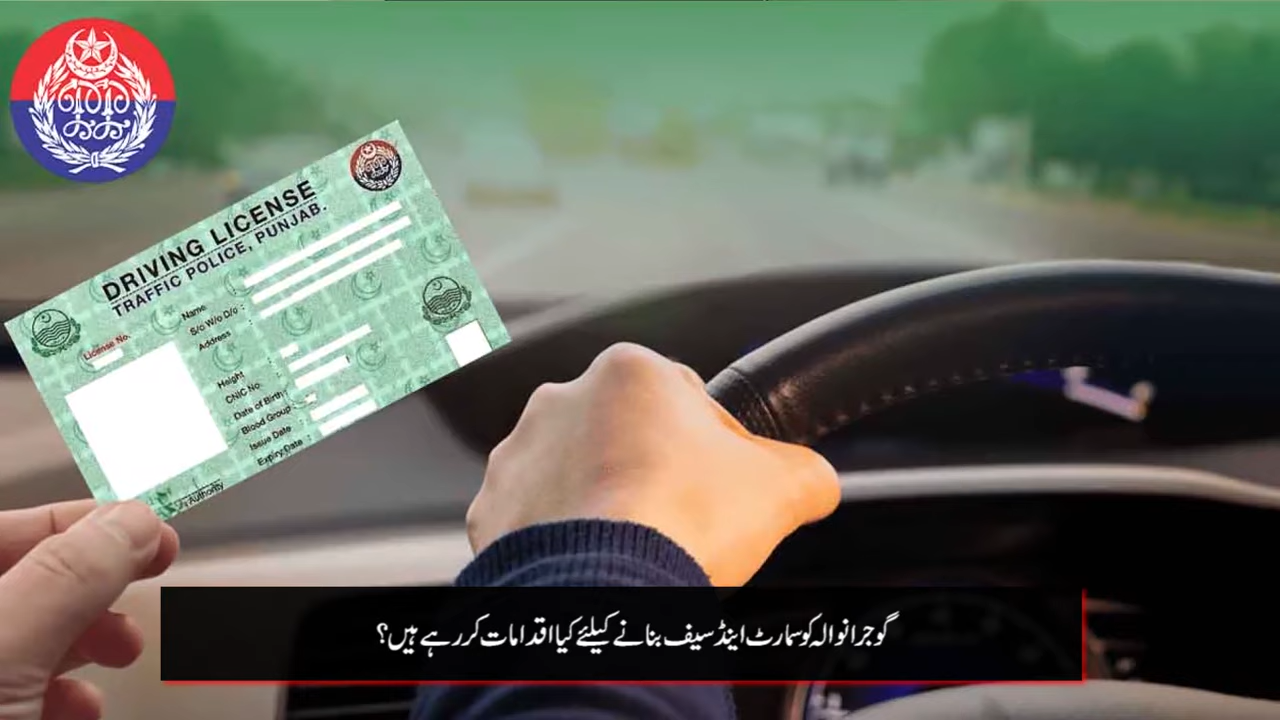 DRIVING LICENSE
TRAFFIC POLICE, PUNJAB.
License No.
Name
S/o W/o D/o :
Address :
Height :
CNIC No. :
Date of Birth :
Blood Group :
Issue Date :
Expiry Date :
Authority
گوجرانوالہ کو سمارٹ اینڈ سیف بنانے کیلئے کیا اقدامات کر رہے ہیں؟